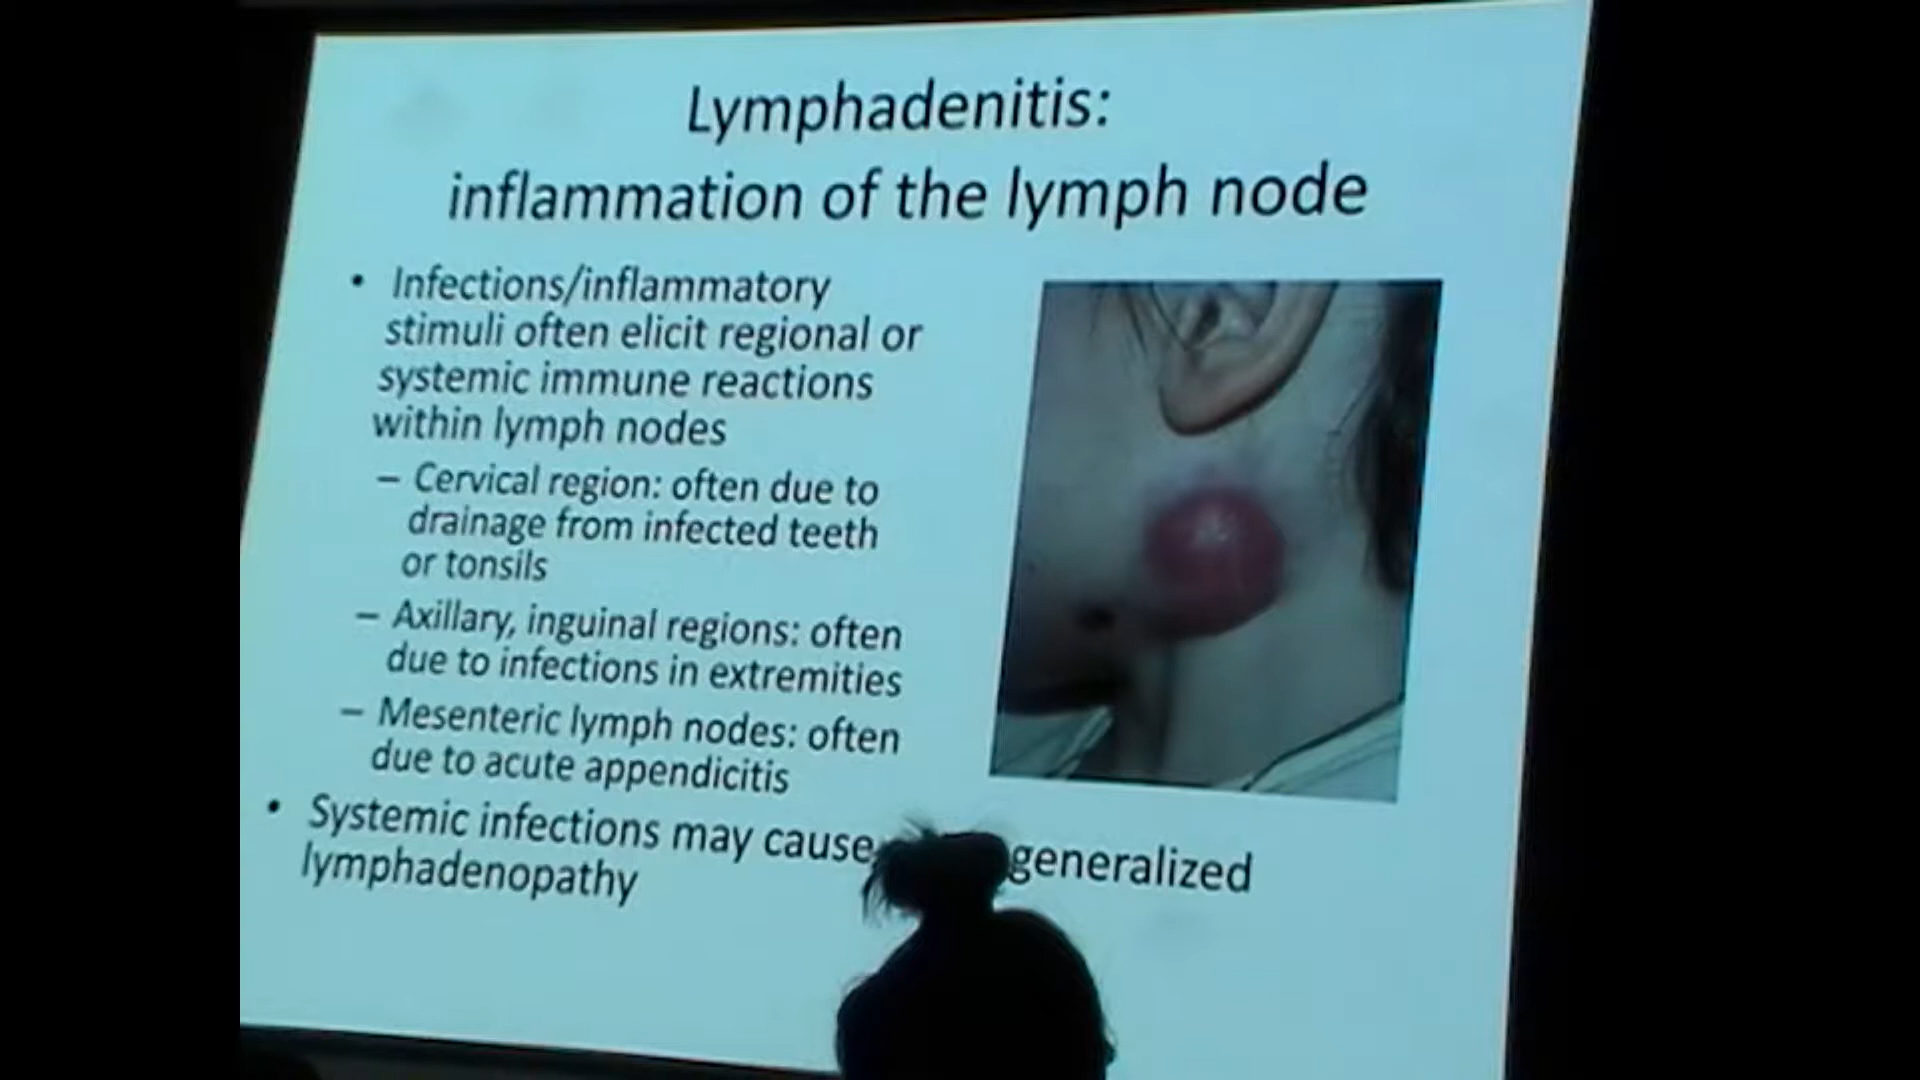 Lymphadenitis:
inflammation of the lymph node
• Infections/inflammatory
stimuli often elicit regional or
systemic immune reactions
within lymph nodes
– Cervical region: often due to
drainage from infected teeth
or tonsils
– Axillary, inguinal regions: often
due to infections in extremities
– Mesenteric lymph nodes: often
due to acute appendicitis
• Systemic infections may cause generalized
lymphadenopathy